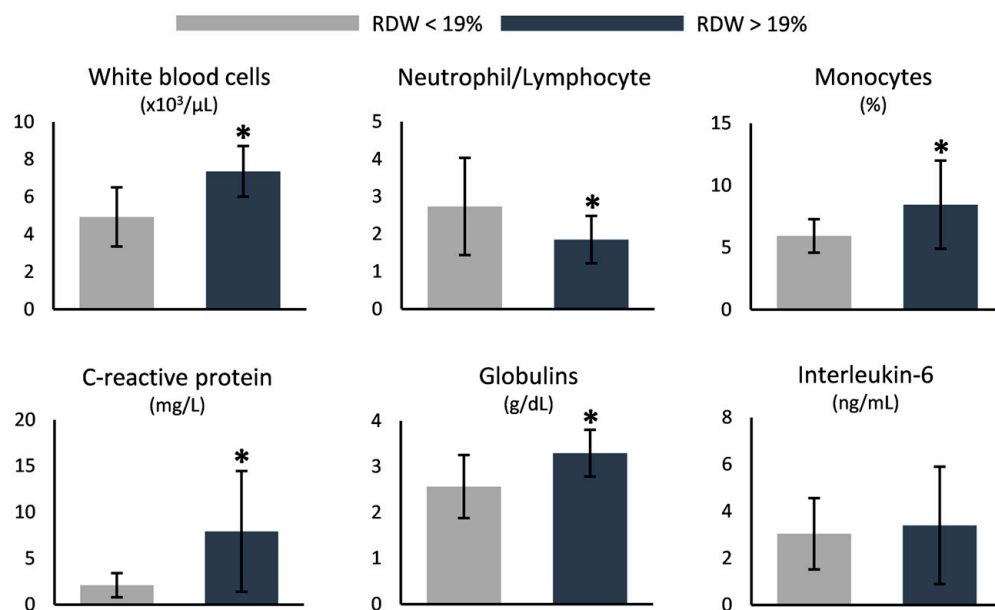 RDW < 19%    RDW > 19%
White blood cells    Neutrophil/Lymphocyte    Monocytes
(x10³/µL)    (%)
10    5    15
8    *    4    *
6    3    *    10
4    2    5
2    1
0    0    0
C-reactive protein    Globulins    Interleukin-6
(mg/L)    (g/dL)    (ng/mL)
20    4    *    8
15    *    3    6
10    2    4
5    1    2
0    0    0